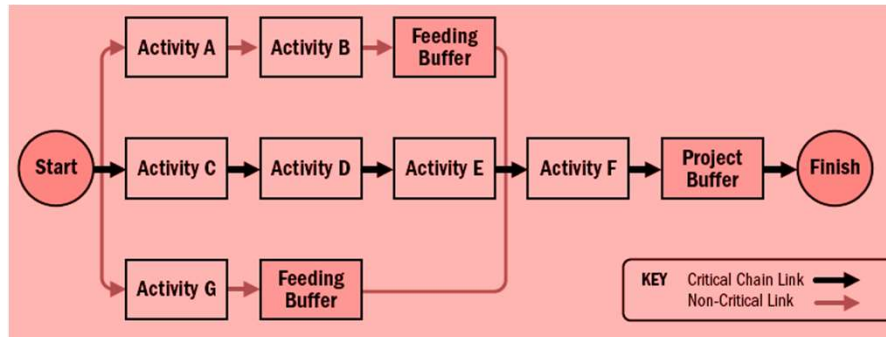 Activity A
Activity B
Feeding
Buffer
Start
Activity C
Activity D
Activity E
Activity F
Project
Buffer
Finish
Activity G
Feeding
Buffer
KEY
Critical Chain Link
Non-Critical Link